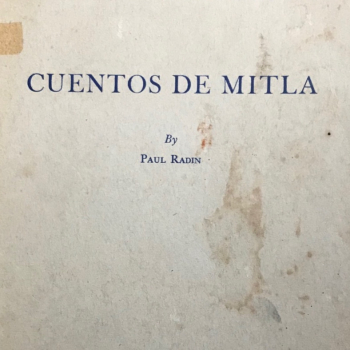 CUENTOS DE MITLA
By
PAUL RADIN